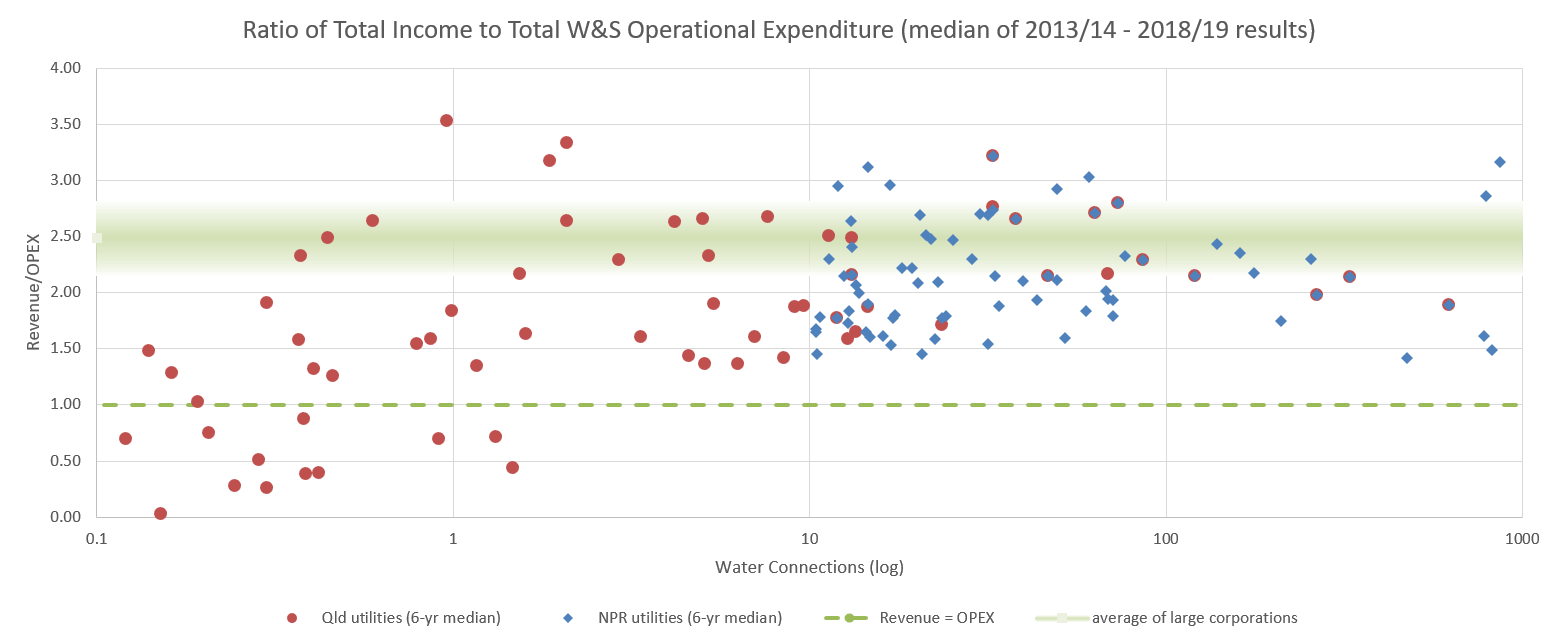 Ratio of Total Income to Total W&S Operational Expenditure (median of 2013/14 - 2018/19 results)
4.00
3.50
3.00
2.50
2.00
1.50
1.00
0.50
0.00
Revenue/OPEX
0.1 1 10 100 1000
Water Connections (log)
Qld utilities (6-yr median) NPR utilities (6-yr median) Revenue = OPEX average of large corporations